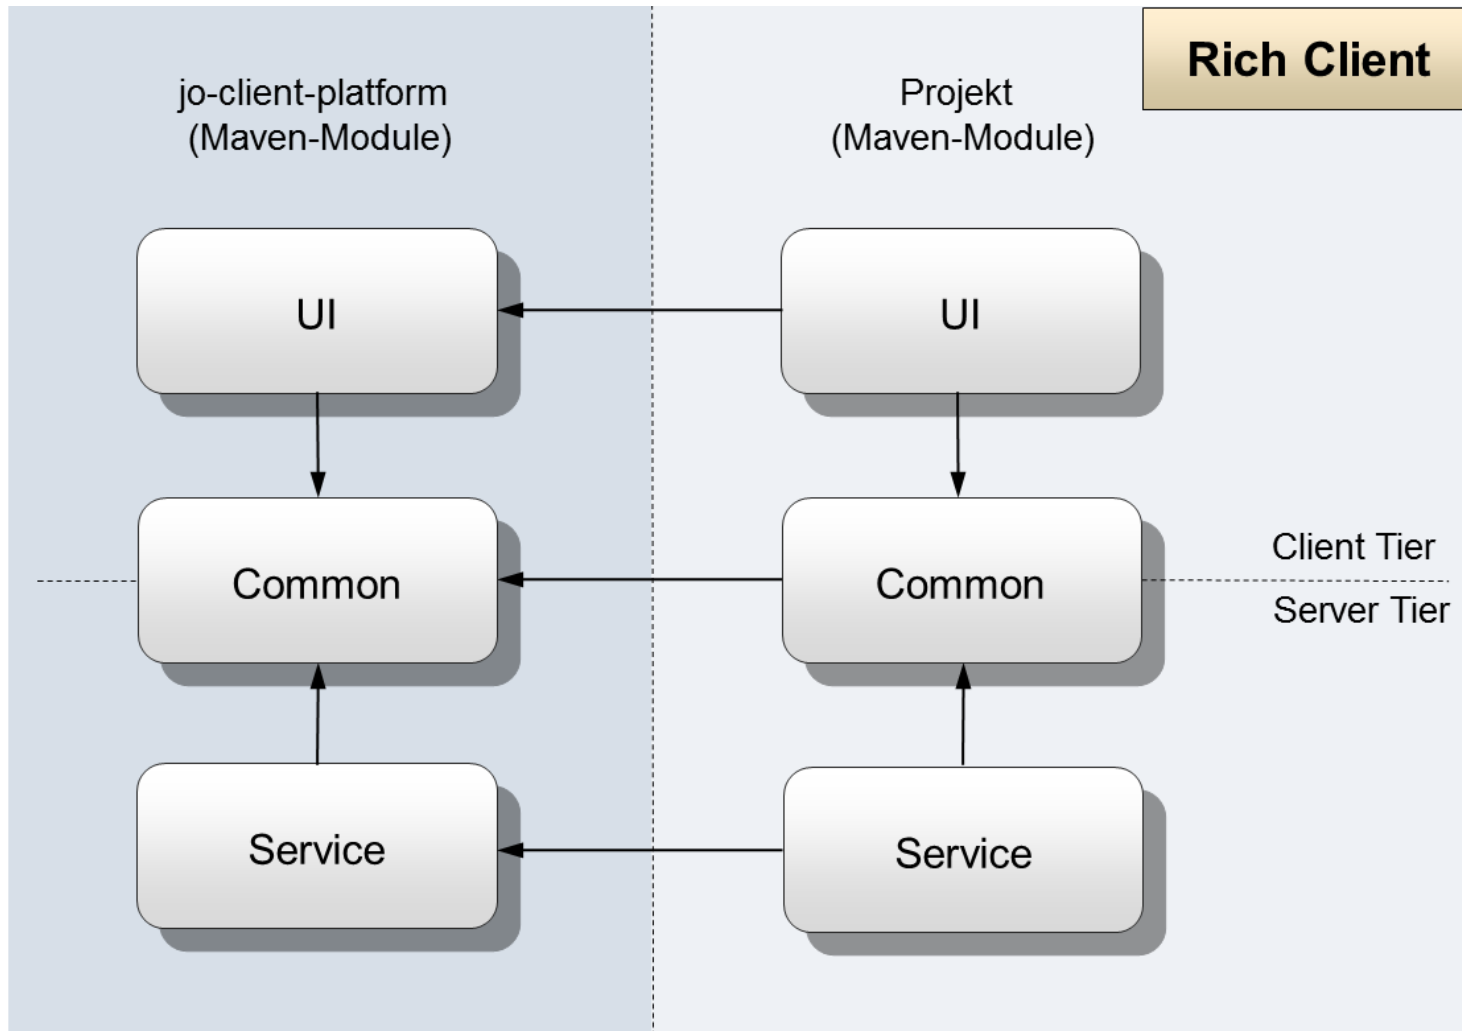 Rich Client
jo-client-platform
(Maven-Module)
Projekt
(Maven-Module)
UI
UI
Common
Common
Client Tier
Server Tier
Service
Service